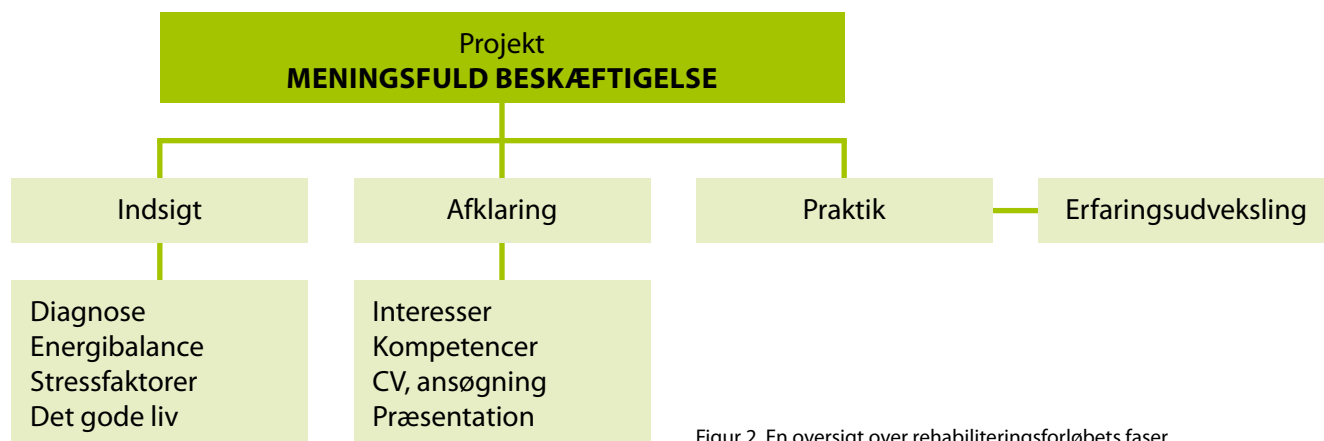 Projekt
MENINGSFULD BESKÆFTIGELSE
Indsigt
Afklaring
Praktik
Erfaringsudveksling
Diagnose
Energibalance
Stressfaktorer
Det gode liv
Interesser
Kompetencer
CV, ansøgning
Præsentation
Figur 2. En oversigt over rehabiliteringsforløbets faser